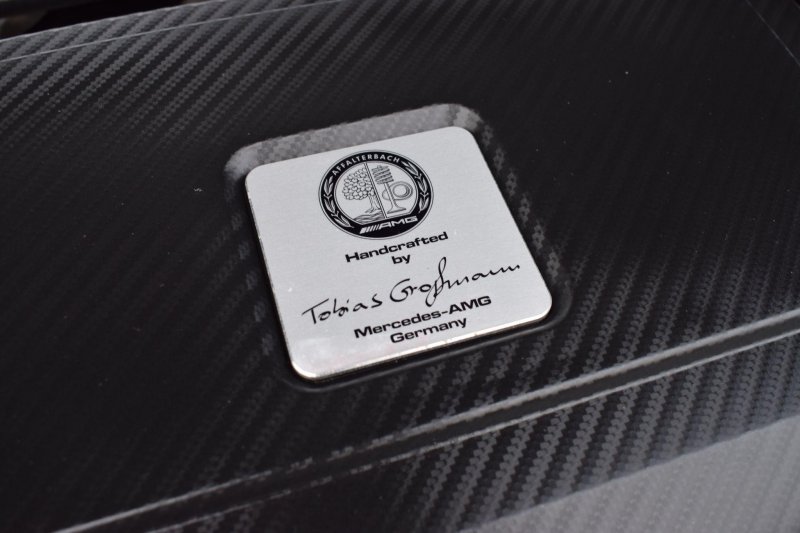 AFFALTERBACH
AMG
Handcrafted
by
Tobias Großmann
Mercedes-AMG
Germany